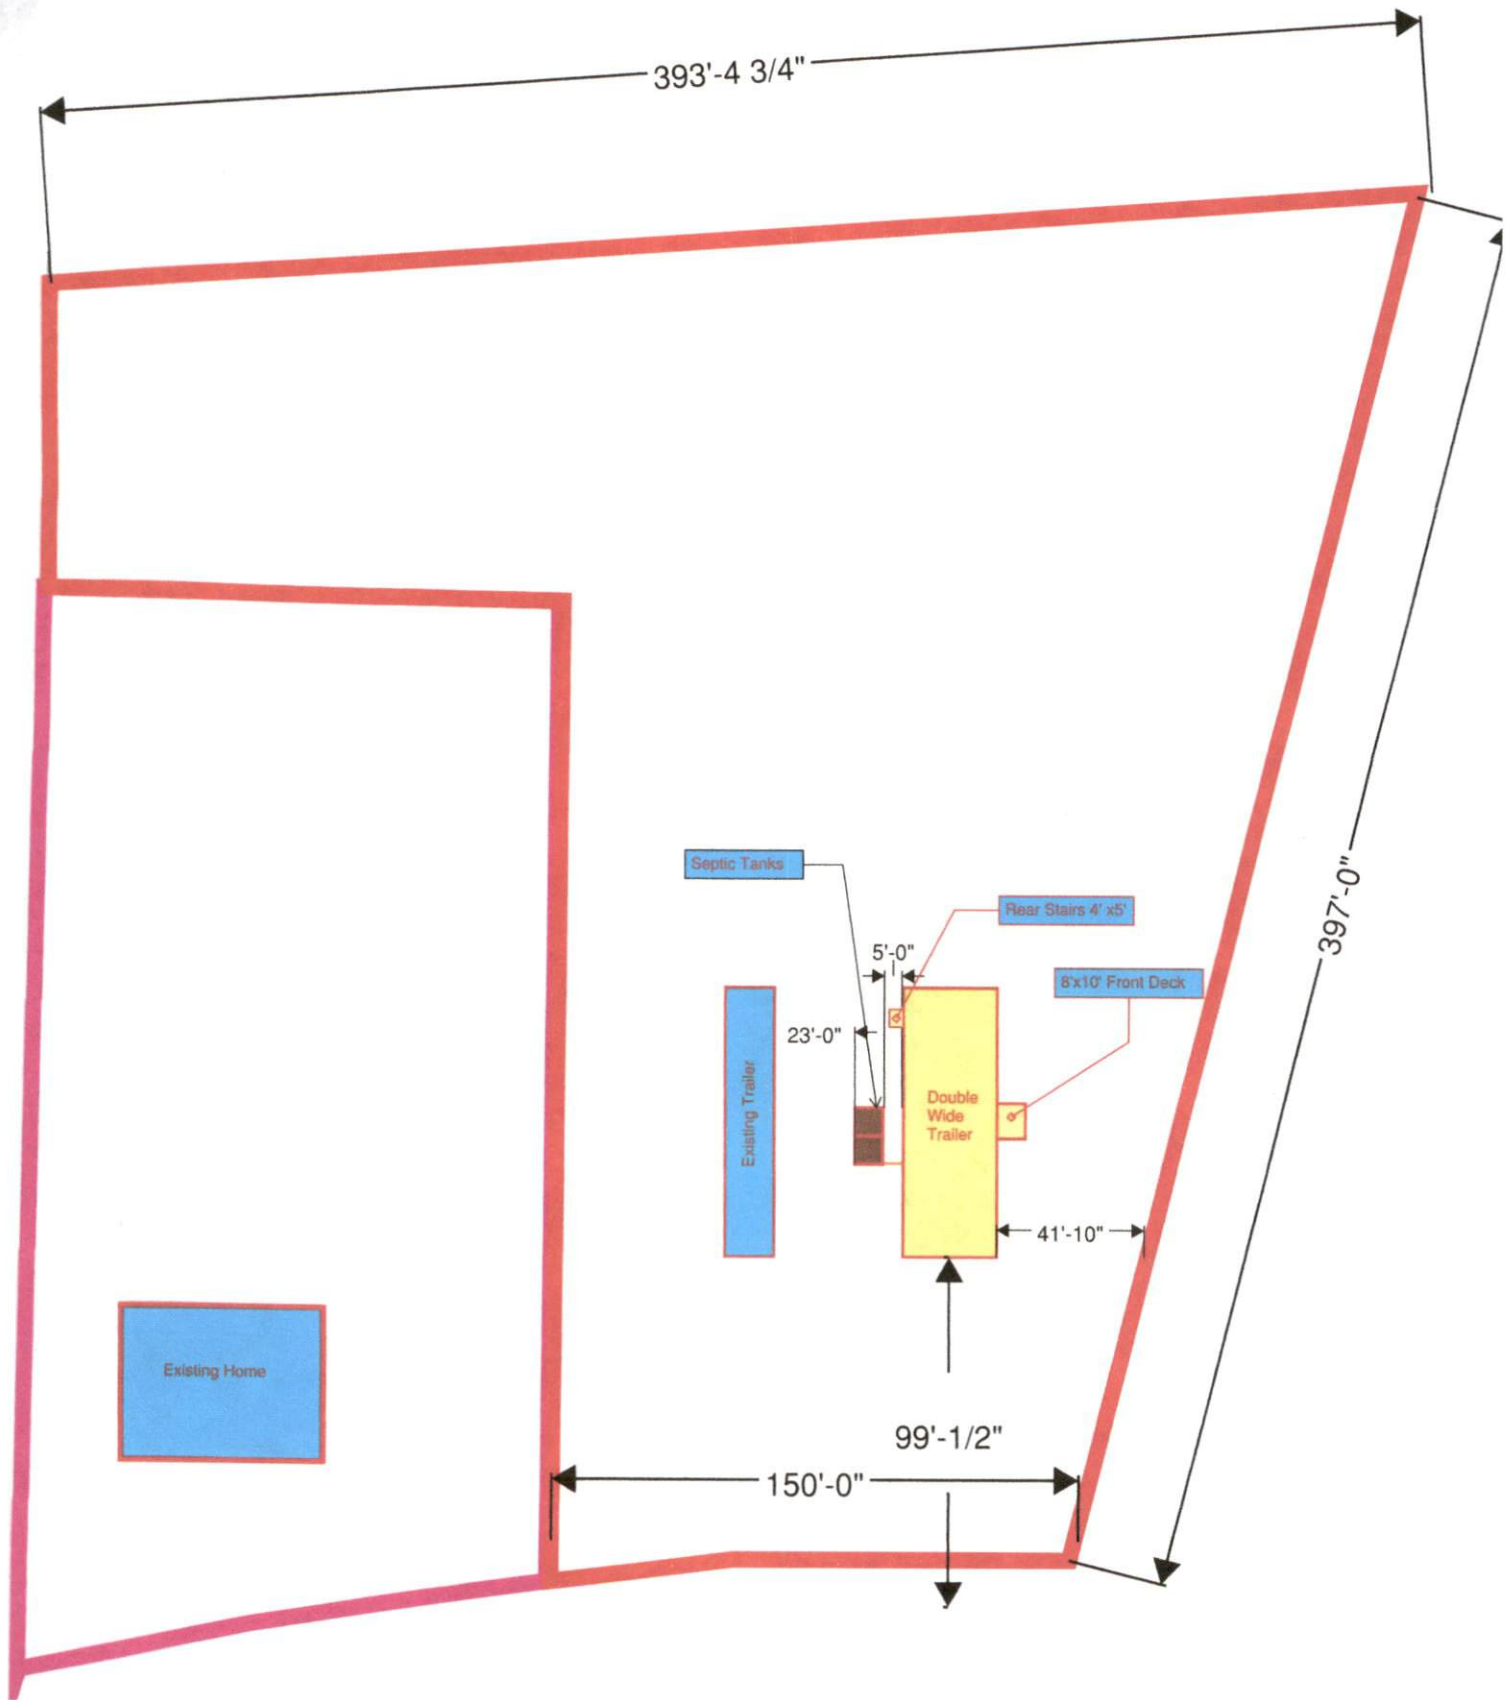 393'-4 3/4"
Septic Tanks
Rear Stairs 4' x5'
5'-0"
397'-0"
8'x10' Front Deck
23'-0"
Existing Trailer
Double
Wide
Trailer
41'-10"
Existing Home
99'-1/2"
150'-0"